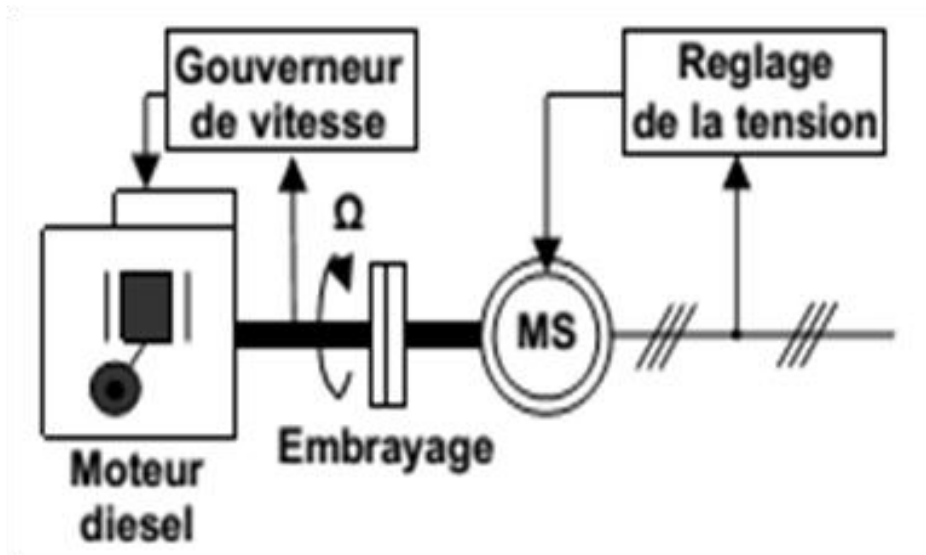 Gouverneur
de vitesse
Reglage
de la tension
Ω
MS
Embrayage
Moteur
diesel